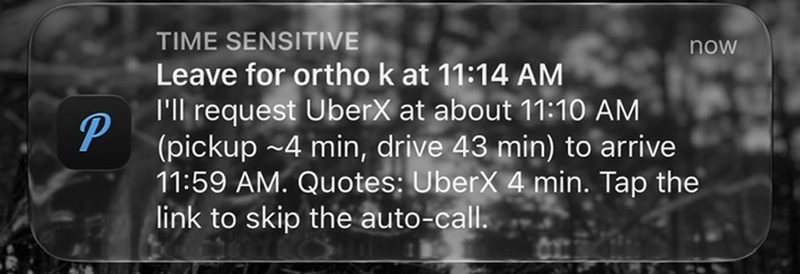 TIME SENSITIVE
now
Leave for ortho k at 11:14 AM
I'll request UberX at about 11:10 AM
(pickup ~4 min, drive 43 min) to arrive
11:59 AM. Quotes: UberX 4 min. Tap the
link to skip the auto-call.